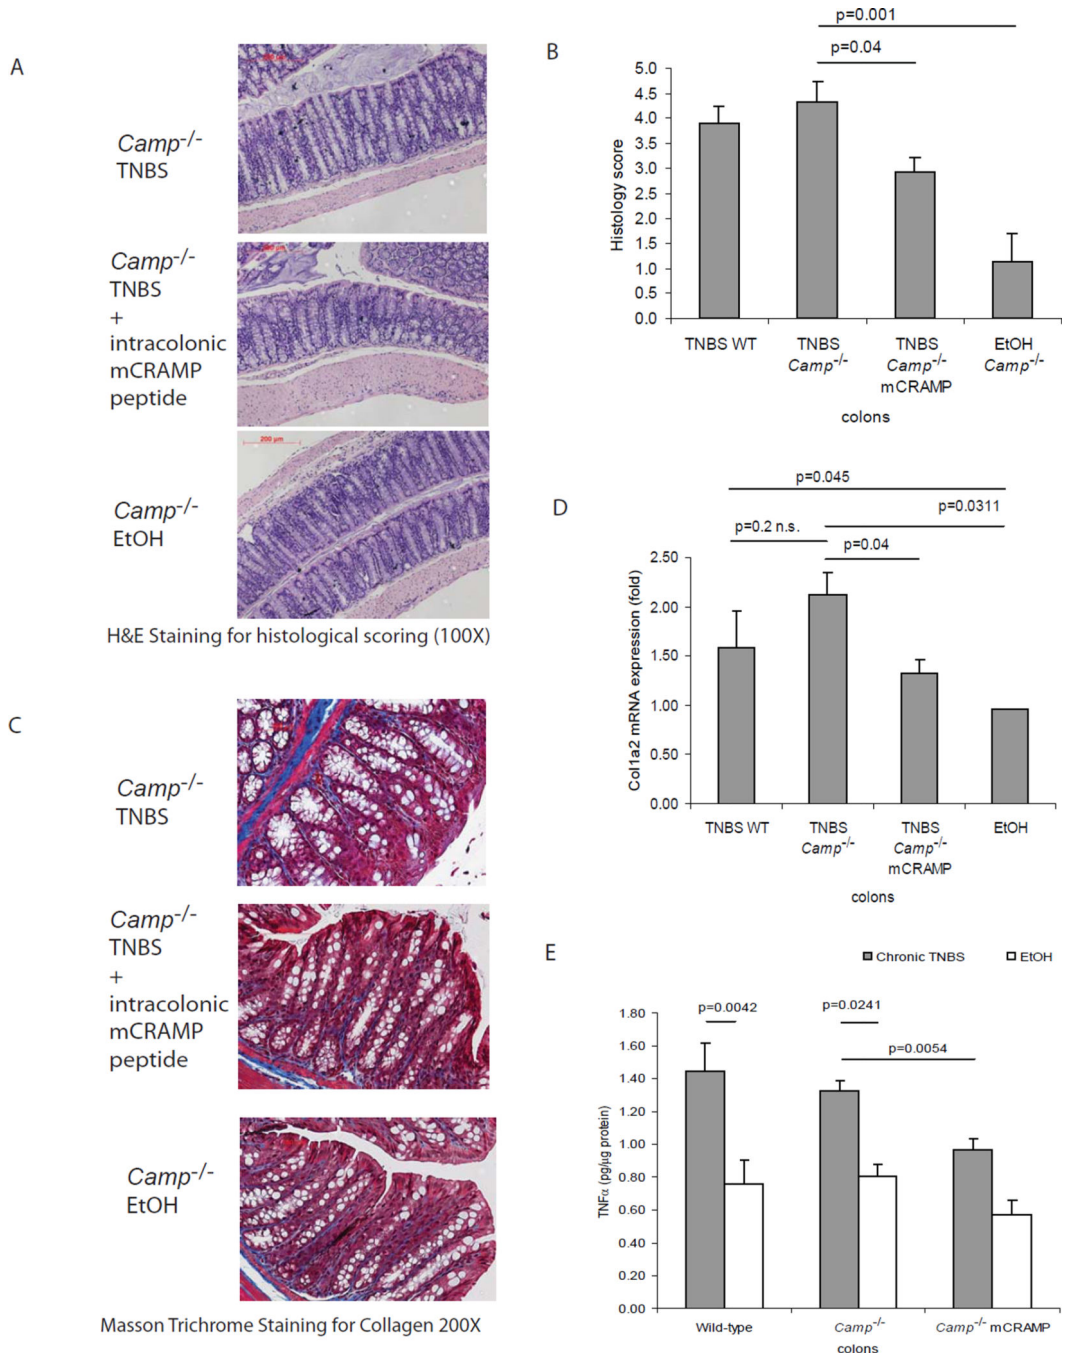 A
Camp-/-
TNBS
Camp-/-
TNBS
+
intracolonic
mCRAMP
peptide
200 µm
Camp-/-
EtOH
H&E Staining for histological scoring (100X)
B
p=0.001
p=0.04
Histology score
5.0
4.5
4.0
3.5
3.0
2.5
2.0
1.5
1.0
0.5
0.0
TNBS WT
TNBS
Camp-/-
TNBS
Camp-/-
mCRAMP
EtOH
Camp-/-
colons
C
Camp-/-
TNBS
Camp-/-
TNBS
+
intracolonic
mCRAMP
peptide
Camp-/-
EtOH
Masson Trichrome Staining for Collagen 200X
D
p=0.045
p=0.0311
p=0.2 n.s.
p=0.04
Col1a2 mRNA expression (fold)
2.50
2.00
1.50
1.00
0.50
0.00
TNBS WT
TNBS
Camp-/-
TNBS
Camp-/-
mCRAMP
EtOH
colons
E
Chronic TNBS
EtOH
p=0.0042
p=0.0241
p=0.0054
TNFα (pg/µg protein)
1.80
1.60
1.40
1.20
1.00
0.80
0.60
0.40
0.20
0.00
Wild-type
Camp-/-
Camp-/- mCRAMP
colons